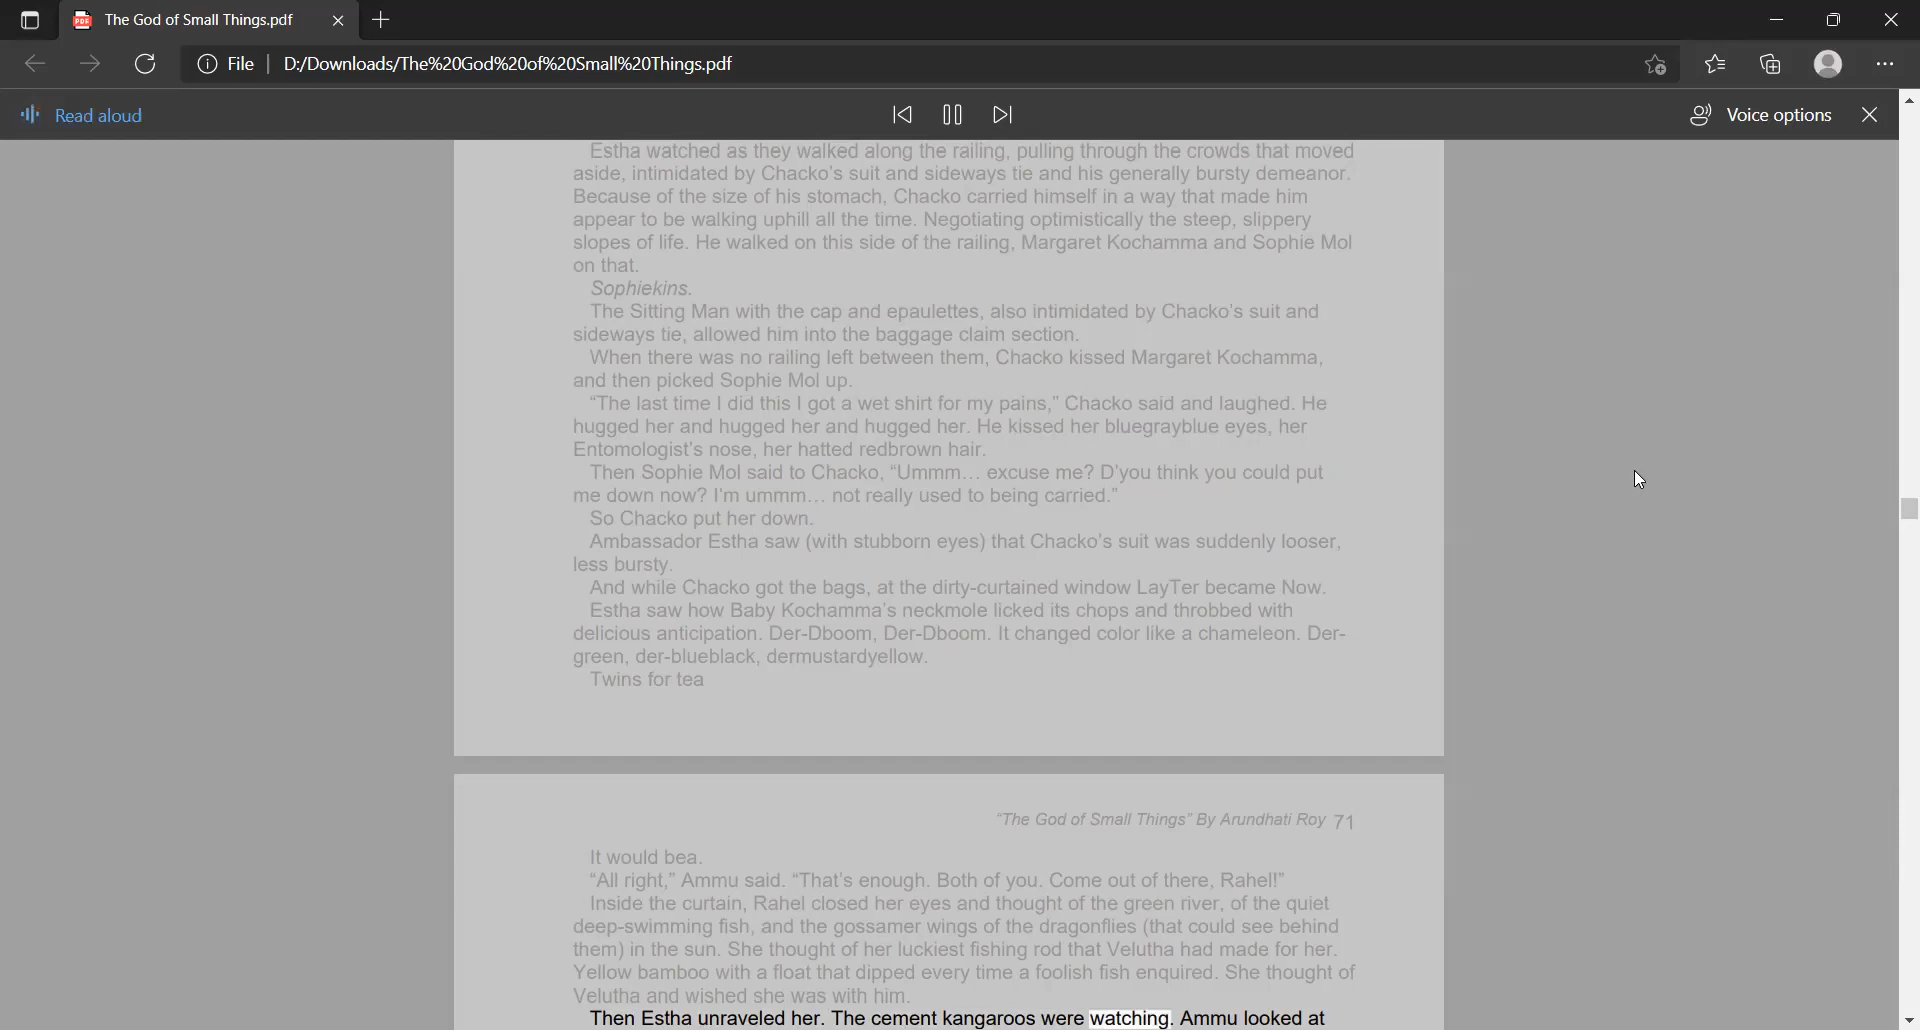 The God of Small Things.pdf
File
D:/Downloads/The%20God%20of%20Small%20Things.pdf
Read aloud
Voice options
Estha watched as they walked along the railing, pulling through the crowds that moved
aside, intimidated by Chacko's suit and sideways tie and his generally bursty demeanor.
Because of the size of his stomach, Chacko carried himself in a way that made him
appear to be walking uphill all the time. Negotiating optimistically the steep, slippery
slopes of life. He walked on this side of the railing, Margaret Kochamma and Sophie Mol
on that.
Sophiekins.
The Sitting Man with the cap and epaulettes, also intimidated by Chacko's suit and
sideways tie, allowed him into the baggage claim section.
When there was no railing left between them, Chacko kissed Margaret Kochamma,
and then picked Sophie Mol up.
“The last time I did this I got a wet shirt for my pains,” Chacko said and laughed. He
hugged her and hugged her and hugged her. He kissed her bluegrayblue eyes, her
Entomologist's nose, her hatted redbrown hair.
Then Sophie Mol said to Chacko, “Ummm… excuse me? D'you think you could put
me down now? I'm ummm… not really used to being carried.”
So Chacko put her down.
Ambassador Estha saw (with stubborn eyes) that Chacko's suit was suddenly looser,
less bursty.
And while Chacko got the bags, at the dirty-curtained window LayTer became Now.
Estha saw how Baby Kochamma's neckmole licked its chops and throbbed with
delicious anticipation. Der-Dboom, Der-Dboom. It changed color like a chameleon. Der-
green, der-blueblack, dermustardyellow.
Twins for tea
“The God of Small Things” By Arundhati Roy 71
It would bea.
“All right,” Ammu said. “That's enough. Both of you. Come out of there, Rahel!”
Inside the curtain, Rahel closed her eyes and thought of the green river, of the quiet
deep-swimming fish, and the gossamer wings of the dragonflies (that could see behind
them) in the sun. She thought of her luckiest fishing rod that Velutha had made for her.
Yellow bamboo with a float that dipped every time a foolish fish enquired. She thought of
Velutha and wished she was with him.
Then Estha unraveled her. The cement kangaroos were watching. Ammu looked at